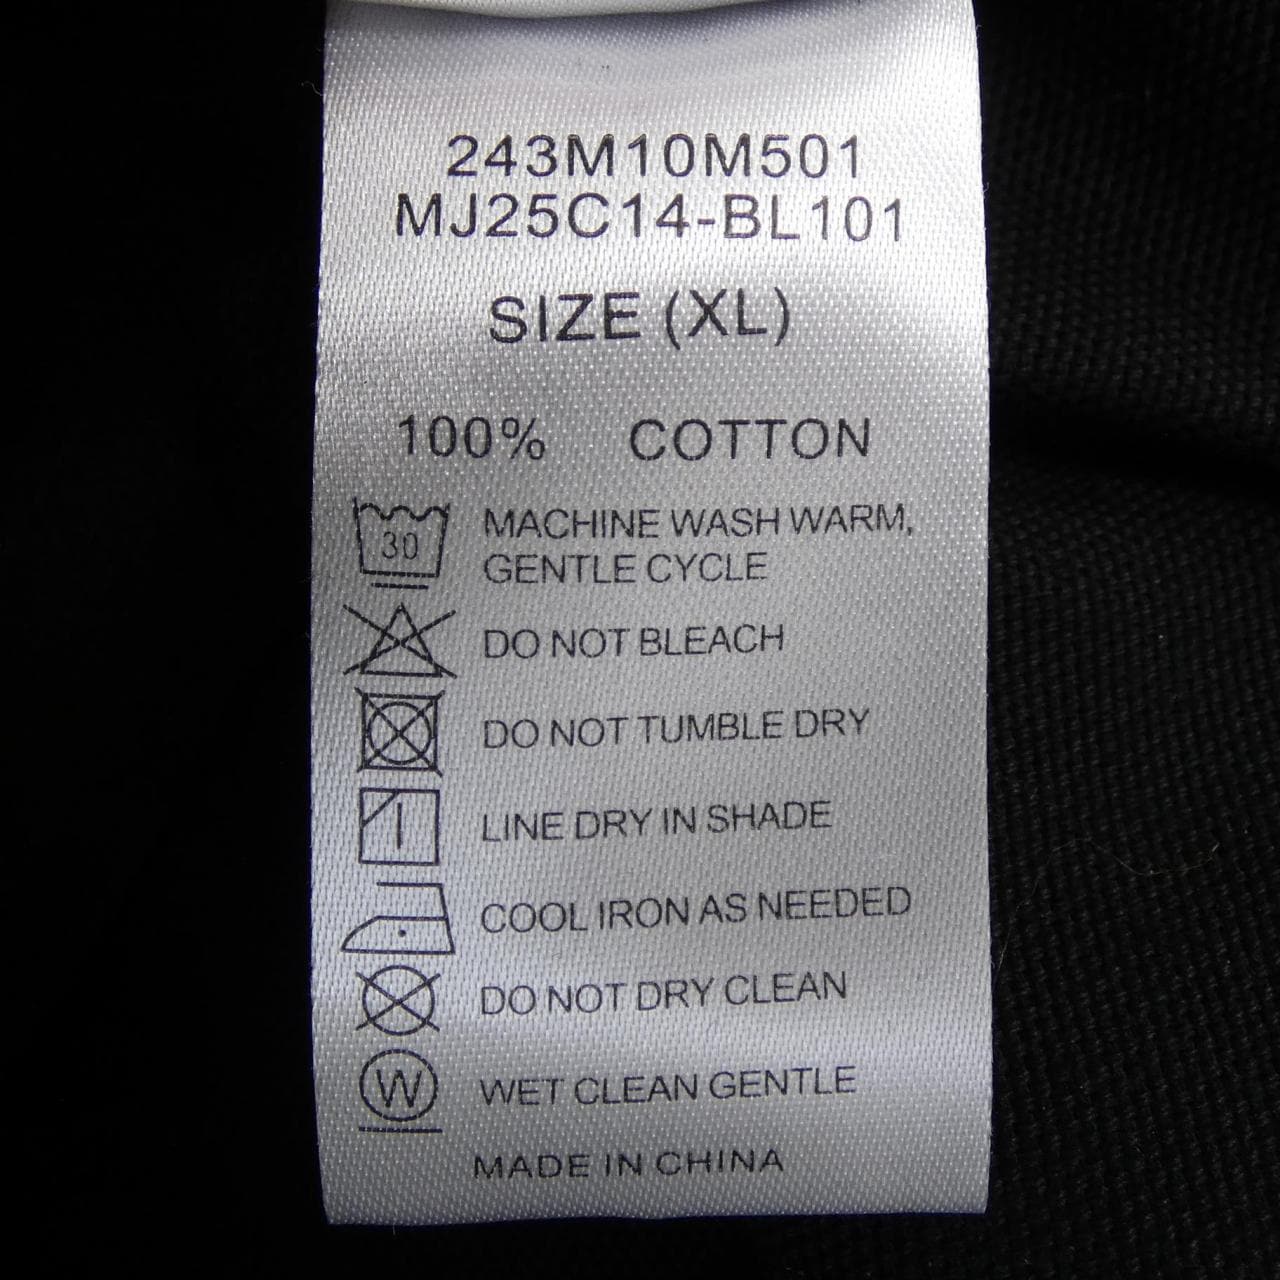 243M10M501
MJ25C14-BL101
SIZE (XL)
100% COTTON
30
MACHINE WASH WARM,
GENTLE CYCLE
DO NOT BLEACH
DO NOT TUMBLE DRY
LINE DRY IN SHADE
COOL IRON AS NEEDED
DO NOT DRY CLEAN
W
WET CLEAN GENTLE
MADE IN CHINA